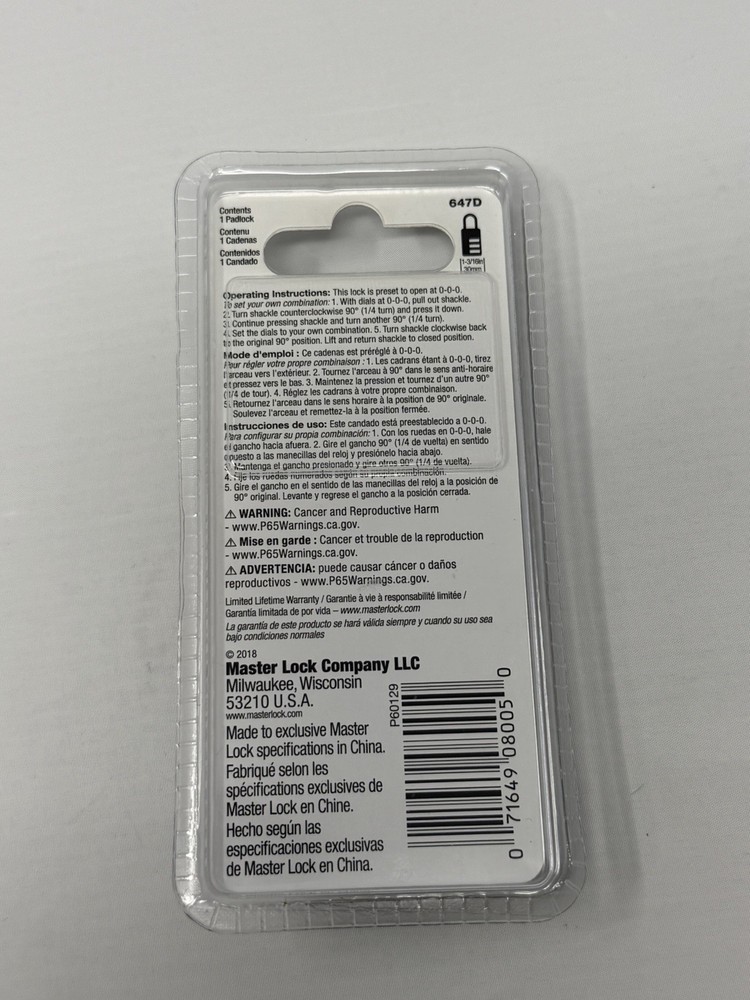 Contents
1 Padlock
Contenu
1 Cadenas
Contenidos
1 Candado
647D
1-3/16in
30mm
Operating Instructions: This lock is preset to open at 0-0-0.
To set your own combination: 1. With dials at 0-0-0, pull out shackle.
2. Turn shackle counterclockwise 90° (1/4 turn) and press it down.
3. Continue pressing shackle and turn another 90° (1/4 turn).
4. Set the dials to your own combination. 5. Turn shackle clockwise back
to the original 90° position. Lift and return shackle to closed position.
Mode d'emploi : Ce cadenas est préréglé à 0-0-0.
Pour régler votre propre combinaison : 1. Les cadrans étant à 0-0-0, tirez
l'arceau vers l'extérieur. 2. Tournez l'arceau à 90° dans le sens anti-horaire
et pressez vers le bas. 3. Maintenez la pression et tournez d'un autre 90°
(1/4 de tour). 4. Réglez les cadrans à votre propre combinaison.
5. Retournez l'arceau dans le sens horaire à la position de 90° originale.
Soulevez l'arceau et remettez-la à la position fermée.
Instrucciones de uso: Este candado está preestablecido a 0-0-0.
Para configurar su propia combinación: 1. Con los ruedas en 0-0-0, hale
el gancho hacia afuera. 2. Gire el gancho 90° (1/4 de vuelta) en sentido
opuesto a las manecillas del reloj y presiónelo hacia abajo.
3. Mantenga el gancho presionado y gire otros 90° (1/4 de vuelta).
4. Fije los ruedas numerados según su propia combinación.
5. Gire el gancho en el sentido de las manecillas del reloj a la posición de
90° original. Levante y regrese el gancho a la posición cerrada.
⚠ WARNING: Cancer and Reproductive Harm
- www.P65Warnings.ca.gov.
⚠ Mise en garde : Cancer et trouble de la reproduction
- www.P65Warnings.ca.gov.
⚠ ADVERTENCIA: puede causar cáncer o daños
reproductivos - www.P65Warnings.ca.gov.
Limited Lifetime Warranty / Garantie à vie à responsabilité limitée /
Garantía limitada de por vida – www.masterlock.com
La garantía de este producto se hará válida siempre y cuando su uso sea
bajo condiciones normales
© 2018
Master Lock Company LLC
Milwaukee, Wisconsin
53210 U.S.A.
www.masterlock.com
Made to exclusive Master
Lock specifications in China.
Fabriqué selon les
spécifications exclusives de
Master Lock en Chine.
Hecho según las
especificaciones exclusivas
de Master Lock en China.
P60129
0 71649 08005 0